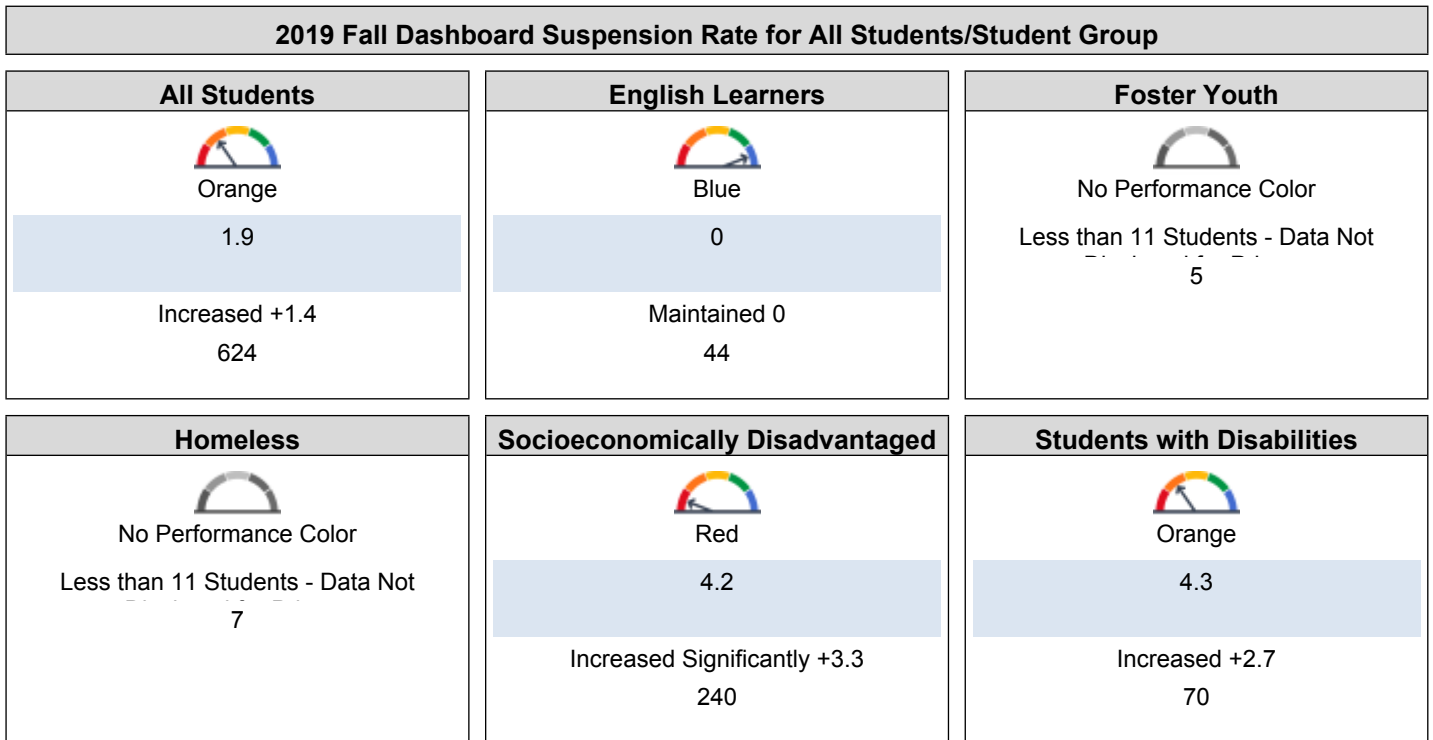 2019 Fall Dashboard Suspension Rate for All Students/Student Group
All Students
Orange
1.9
Increased +1.4
624
English Learners
Blue
0
Maintained 0
44
Foster Youth
No Performance Color
Less than 11 Students - Data Not
5
Homeless
No Performance Color
Less than 11 Students - Data Not
7
Socioeconomically Disadvantaged
Red
4.2
Increased Significantly +3.3
240
Students with Disabilities
Orange
4.3
Increased +2.7
70